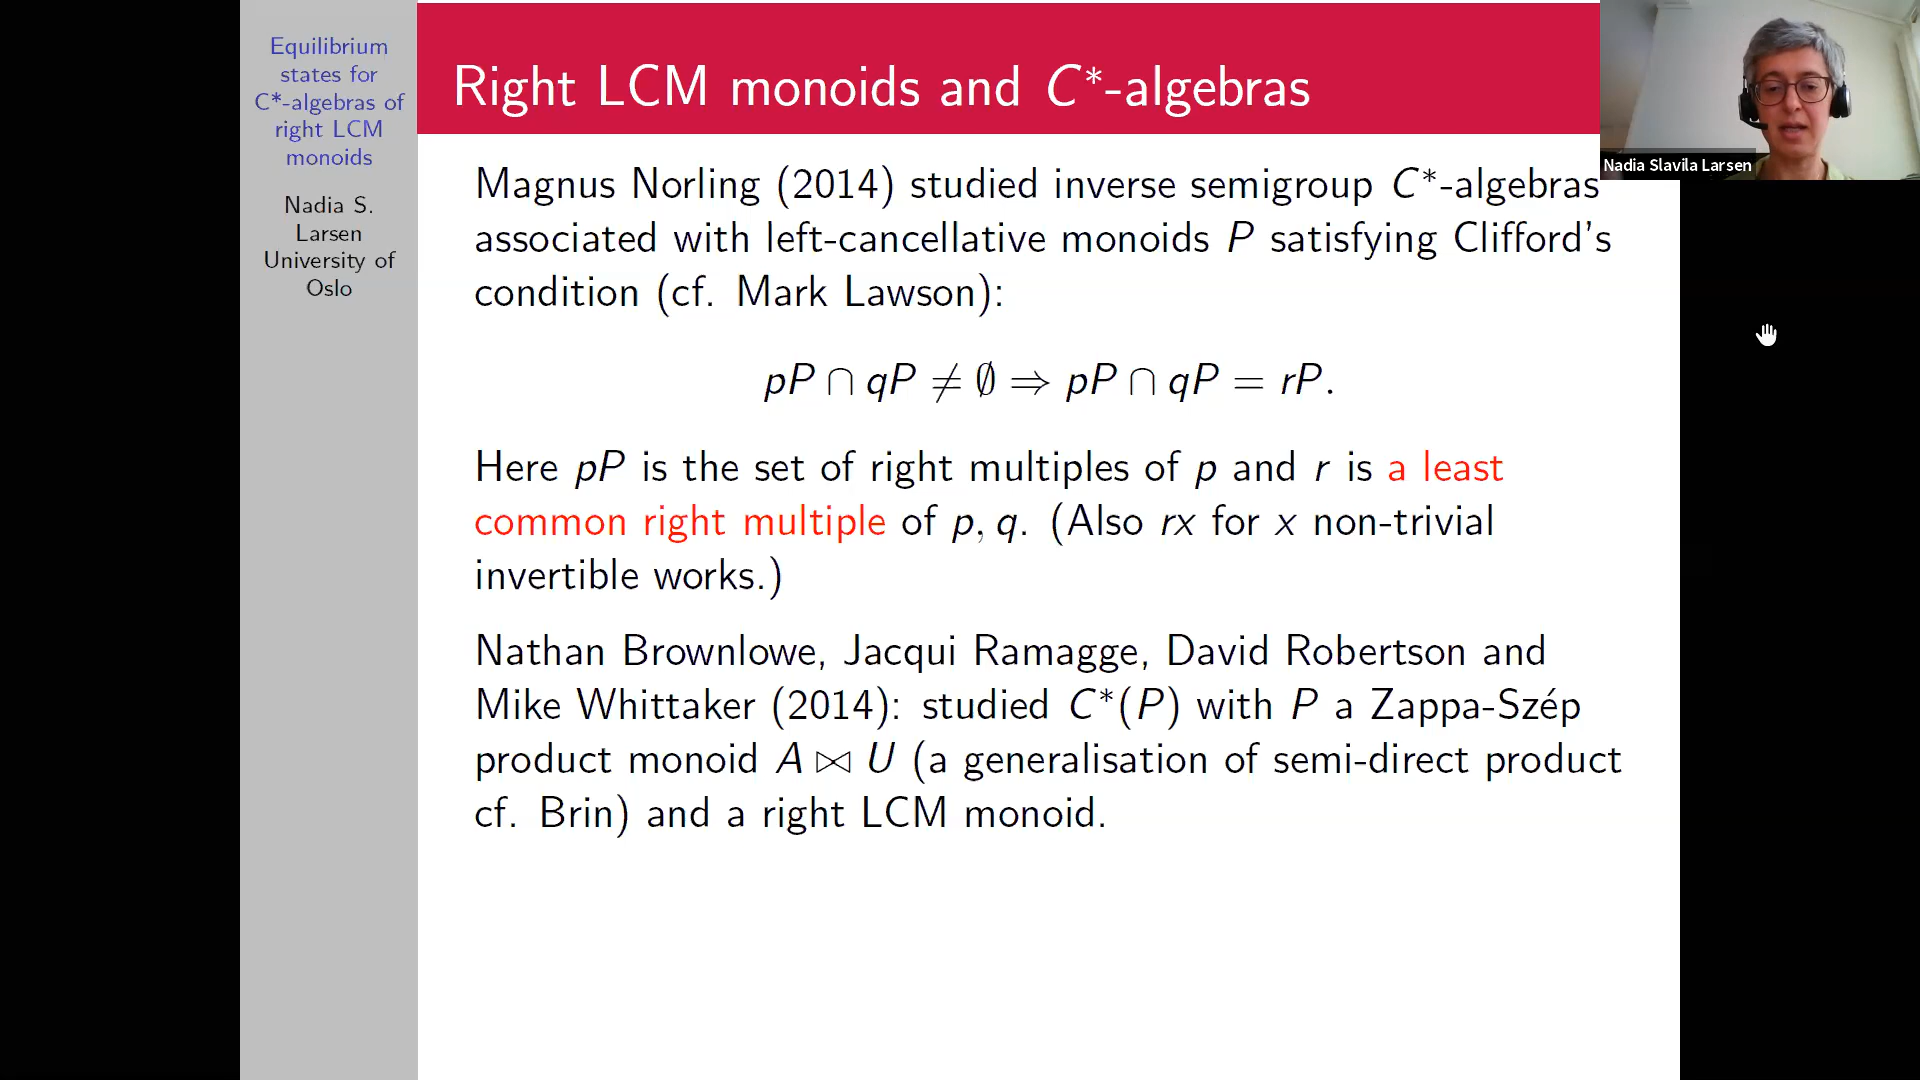 Equilibrium
states for
C*-algebras of
right LCM
monoids
Nadia S.
Larsen
University of
Oslo
Right LCM monoids and C*-algebras
Nadia Slavila Larsen
Magnus Norling (2014) studied inverse semigroup C*-algebras
associated with left-cancellative monoids P satisfying Clifford's
condition (cf. Mark Lawson):
pP ∩ qP ≠ ∅ ⇒ pP ∩ qP = rP.
Here pP is the set of right multiples of p and r is a least
common right multiple of p, q. (Also rx for x non-trivial
invertible works.)
Nathan Brownlowe, Jacqui Ramagge, David Robertson and
Mike Whittaker (2014): studied C*(P) with P a Zappa-Szép
product monoid A ⋈ U (a generalisation of semi-direct product
cf. Brin) and a right LCM monoid.